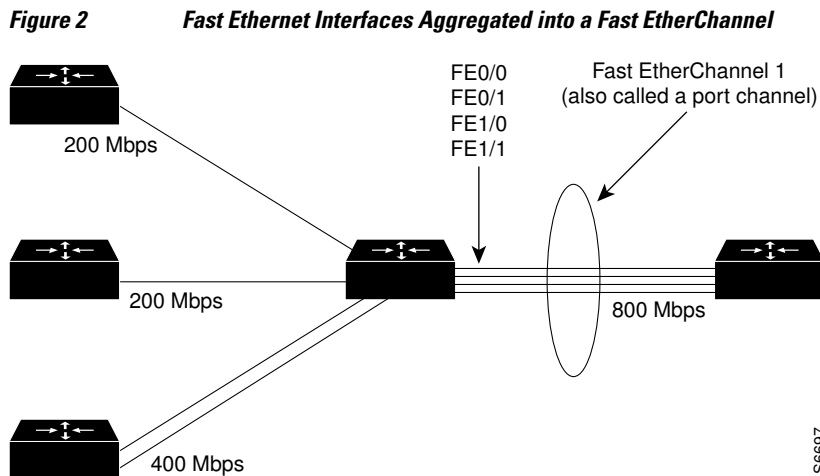 Figure 2 Fast Ethernet Interfaces Aggregated into a Fast EtherChannel
FE0/0
FE0/1
FE1/0
FE1/1
Fast EtherChannel 1
(also called a port channel)
200 Mbps
200 Mbps
800 Mbps
400 Mbps
S6697